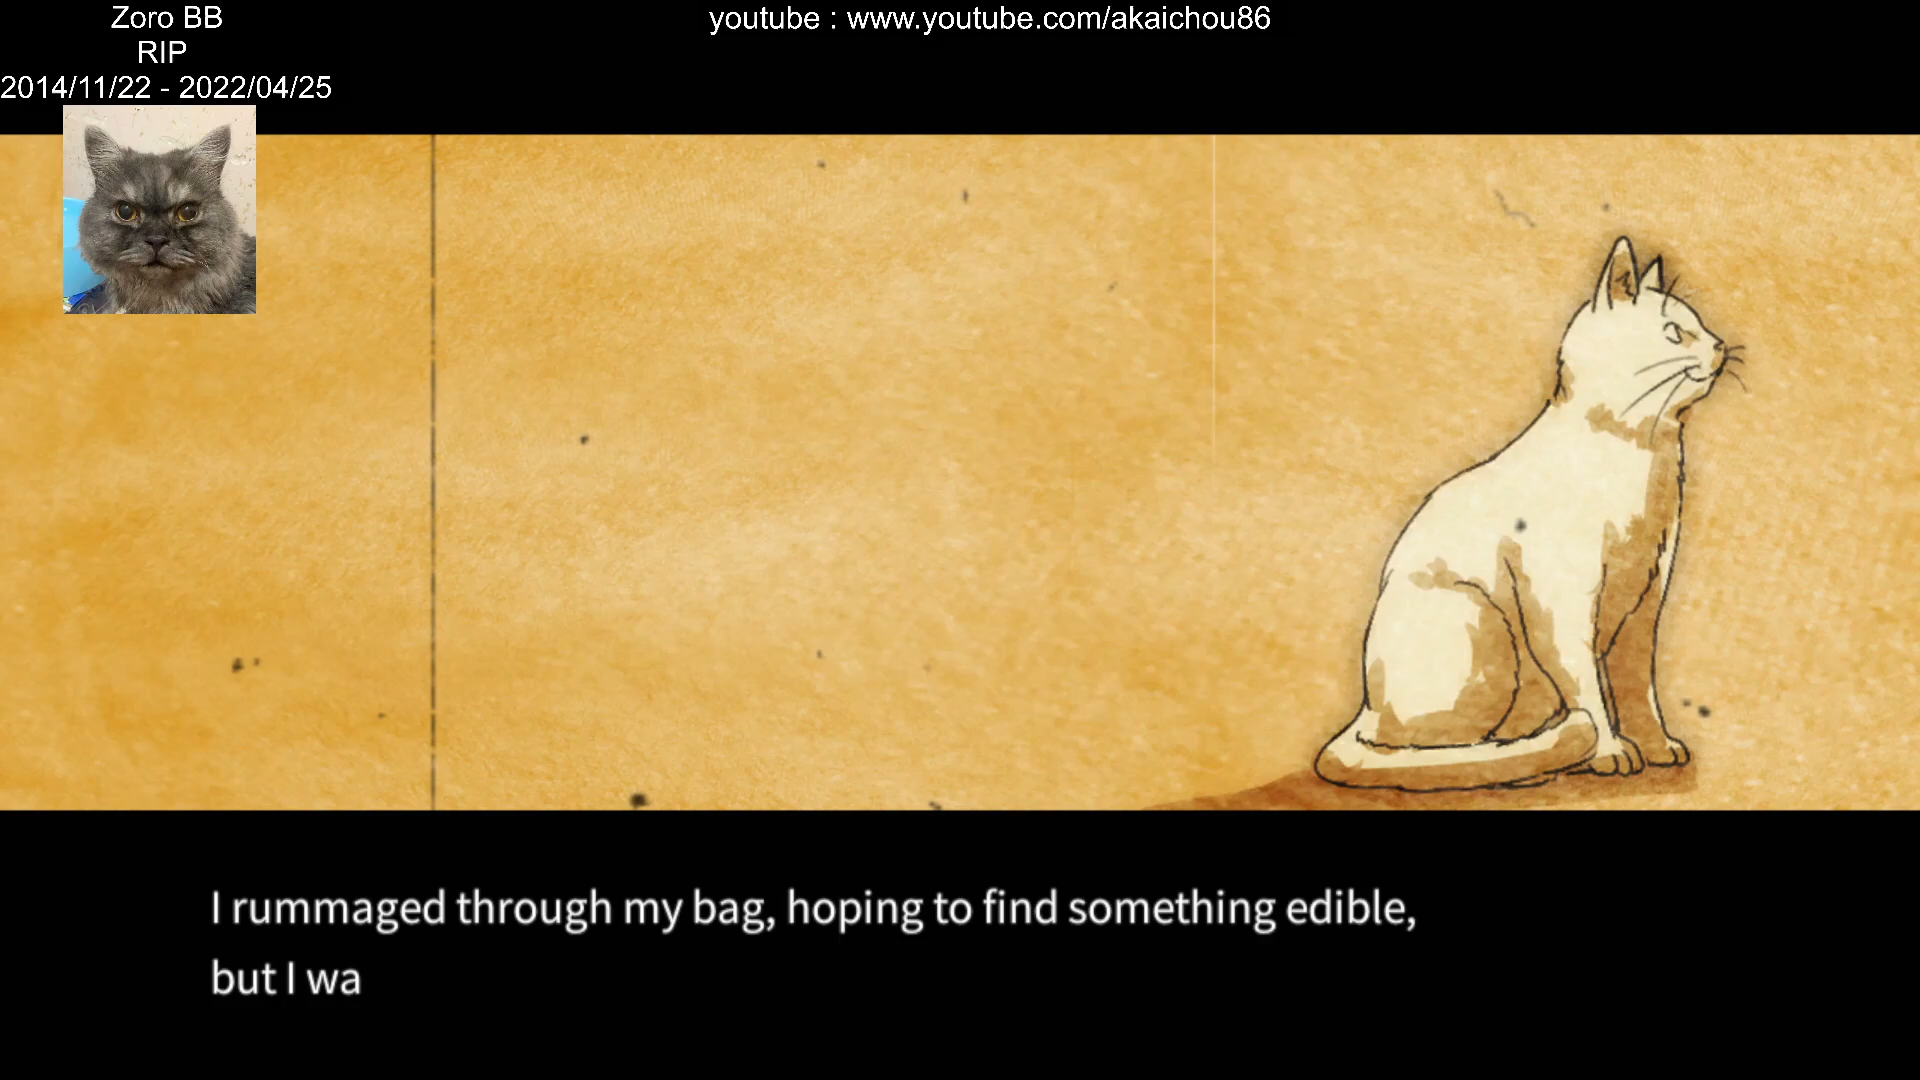 Zoro BB
RIP
2014/11/22 - 2022/04/25
youtube : www.youtube.com/akaichou86
I rummaged through my bag, hoping to find something edible,
but I wa